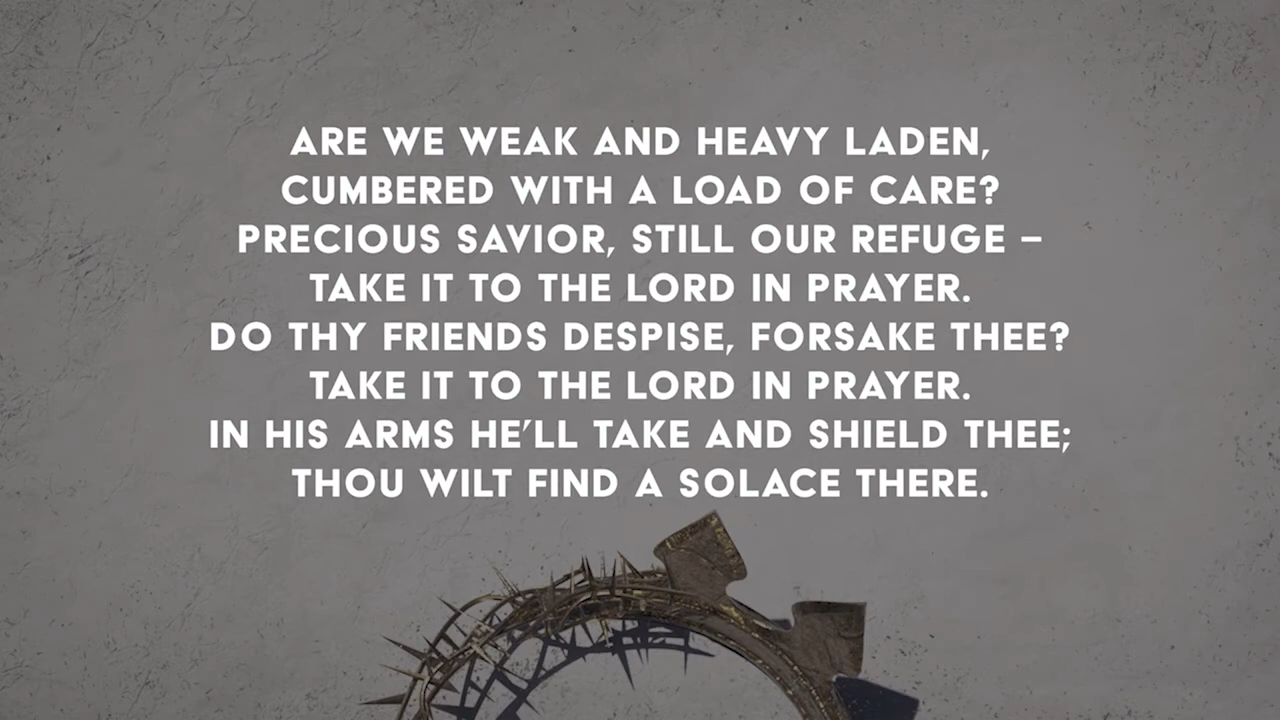 ARE WE WEAK AND HEAVY LADEN,
CUMBERED WITH A LOAD OF CARE?
PRECIOUS SAVIOR, STILL OUR REFUGE –
TAKE IT TO THE LORD IN PRAYER.
DO THY FRIENDS DESPISE, FORSAKE THEE?
TAKE IT TO THE LORD IN PRAYER.
IN HIS ARMS HE’LL TAKE AND SHIELD THEE;
THOU WILT FIND A SOLACE THERE.